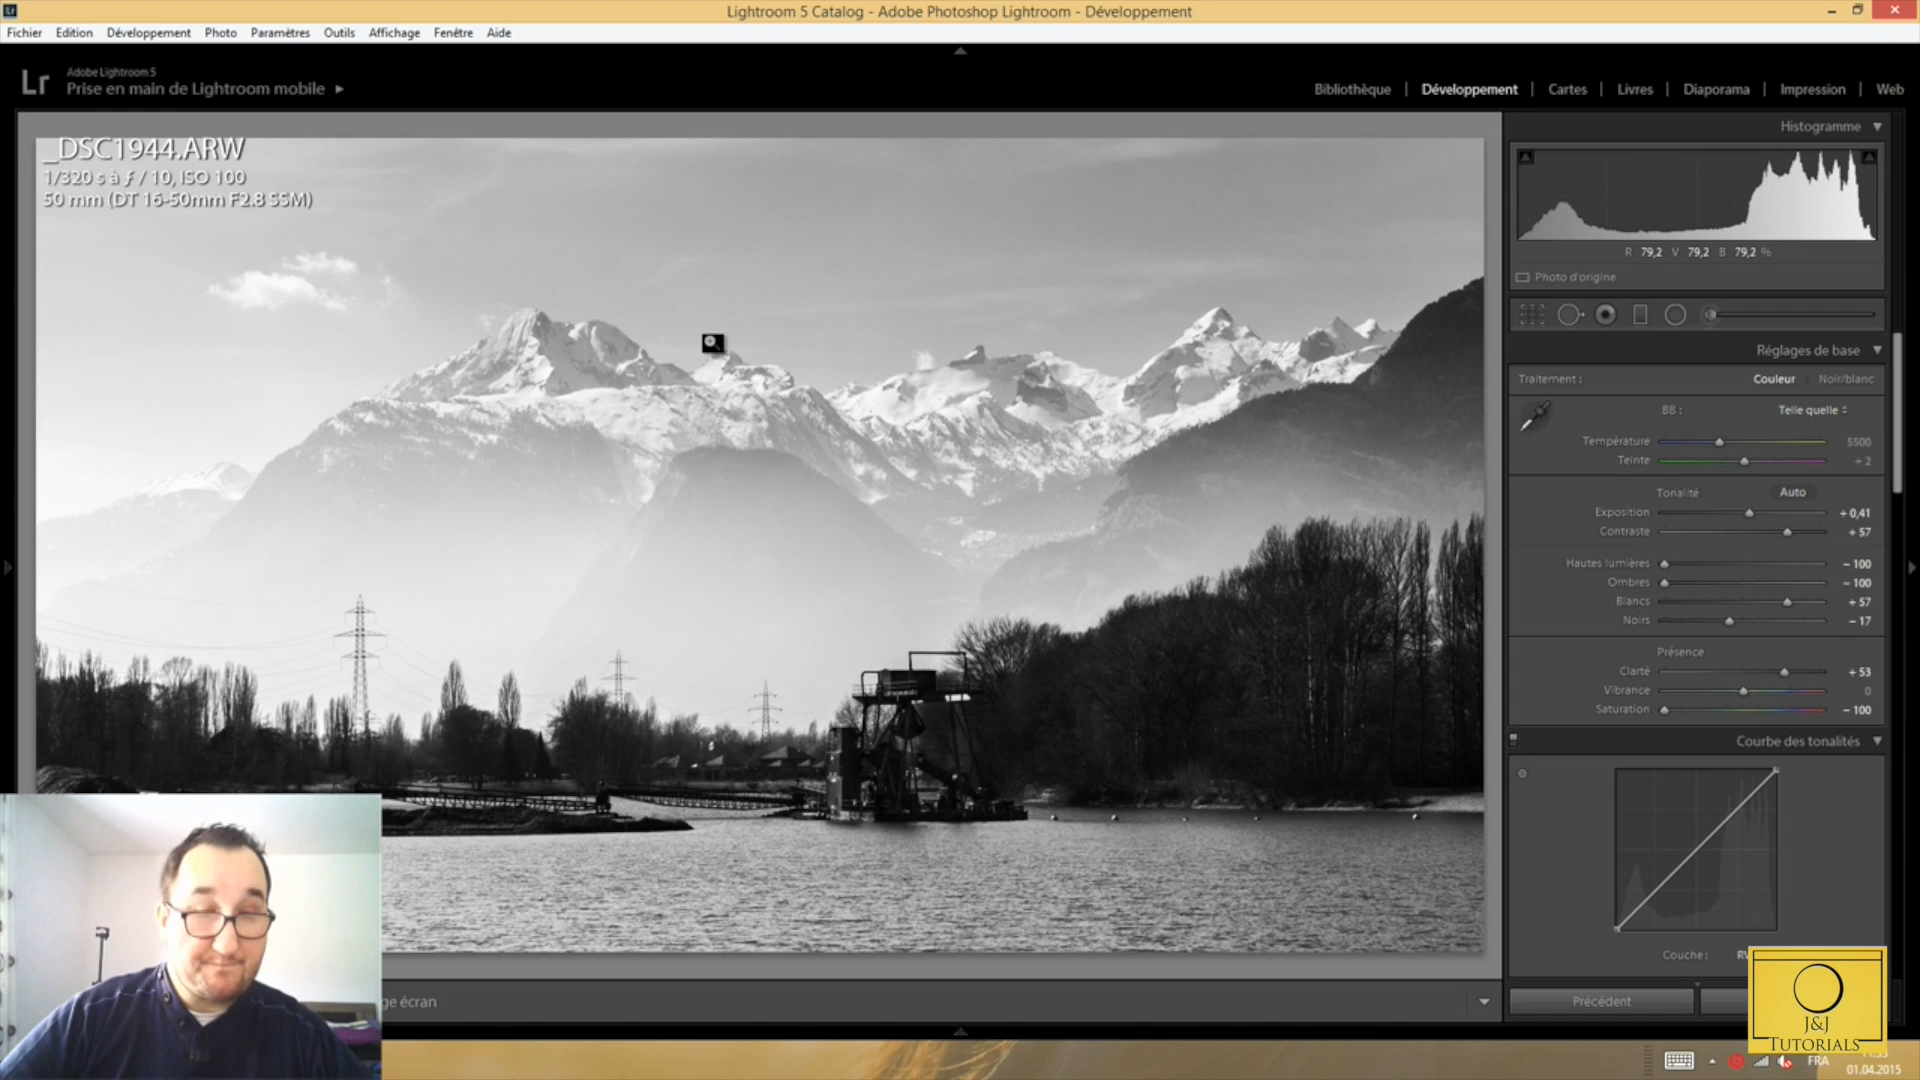 Lightroom 5 Catalog - Adobe Photoshop Lightroom - Développement
Fichier Edition Développement Photo Paramètres Outils Affichage Fenêtre Aide
Lr
Adobe Lightroom 5
Prise en main de Lightroom mobile
Bibliothèque | Développement | Cartes | Livres | Diaporama | Impression | Web
_DSC1944.ARW
1/320 s à ƒ / 10, ISO 100
50 mm (DT 16-50mm F2.8 SSM)
Histogramme
R 79,2 V 79,2 B 79,2 %
Photo d'origine
Réglages de base
Traitement : Couleur | Noir/blanc
BB : Telle quelle
Température 5500
Teinte + 2
Tonalité Auto
Exposition + 0,41
Contraste + 57
Hautes lumières − 100
Ombres − 100
Blancs + 57
Noirs − 17
Présence
Clarté + 53
Vibrance 0
Saturation − 100
Courbe des tonalités
Couche :
ge écran
Précédent
J&J
TUTORIALS
FRA
01.04.2015